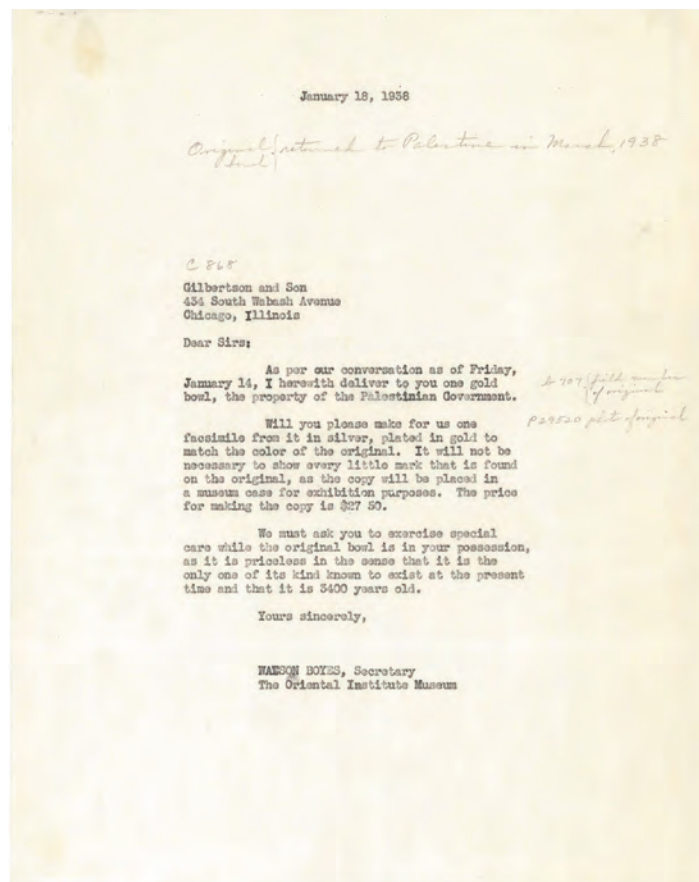 January 18, 1938
Original { returned to Palestine in March, 1938
bowl {
C 868
Gilbertson and Son
434 South Wabash Avenue
Chicago, Illinois
Dear Sirs:
As per our conversation as of Friday,
January 14, I herewith deliver to you one gold
bowl, the property of the Palestinian Government.
707 { field number
of original
P29520 photo of original
Will you please make for us one
facsimile from it in silver, plated in gold to
match the color of the original. It will not be
necessary to show every little mark that is found
on the original, as the copy will be placed in
a museum case for exhibition purposes. The price
for making the copy is $27 50.
We must ask you to exercise special
care while the original bowl is in your possession,
as it is priceless in the sense that it is the
only one of its kind known to exist at the present
time and that it is 3400 years old.
Yours sincerely,
WATSON BOYES, Secretary
The Oriental Institute Museum